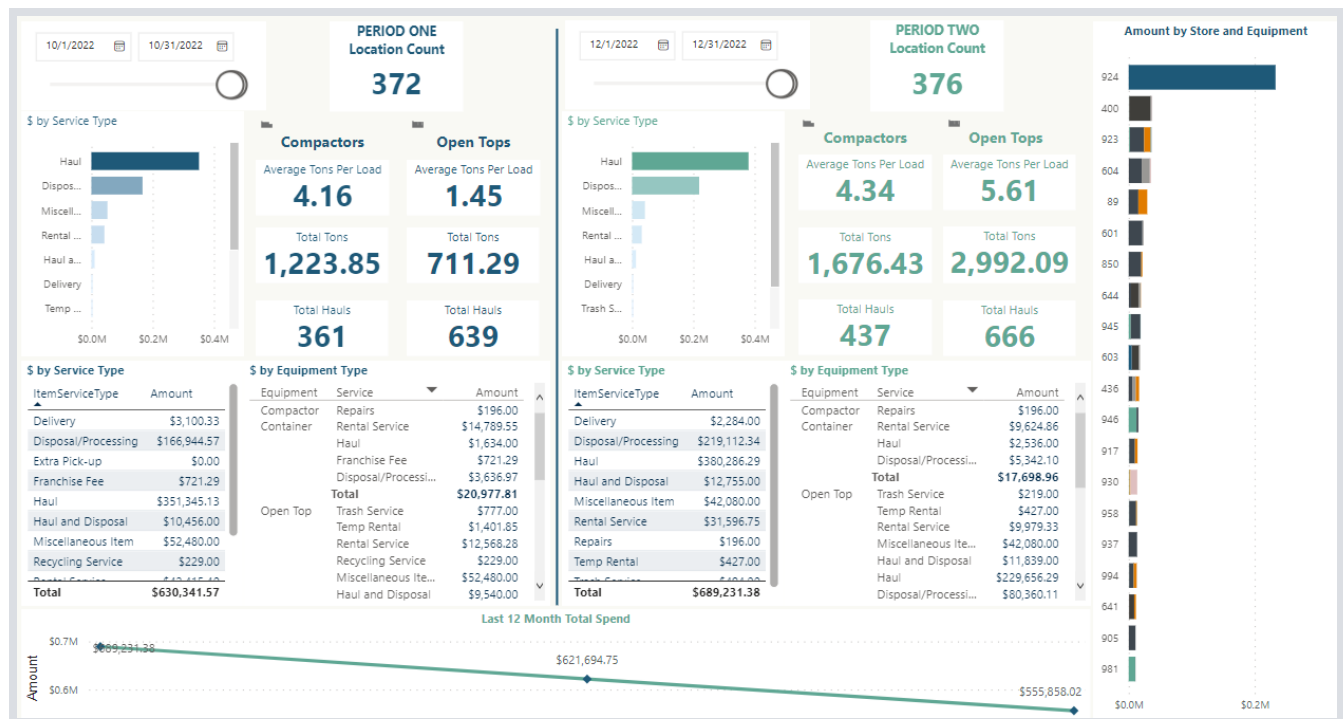 10/1/2022
10/31/2022
PERIOD ONE
Location Count
372
$ by Service Type
Haul
Dispos...
Miscell...
Rental ...
Haul a...
Delivery
Temp ...
$0.0M
$0.2M
$0.4M
Compactors
Average Tons Per Load
4.16
Total Tons
1,223.85
Total Hauls
361
Open Tops
Average Tons Per Load
1.45
Total Tons
711.29
Total Hauls
639
$ by Service Type
ItemServiceType Amount
Delivery $3,100.33
Disposal/Processing $166,944.57
Extra Pick-up $0.00
Franchise Fee $721.29
Haul $351,345.13
Haul and Disposal $10,456.00
Miscellaneous Item $52,480.00
Recycling Service $229.00
Total $630,341.57
$ by Equipment Type
Equipment Service Amount
Compactor Repairs $196.00
Container Rental Service $14,789.55
Haul $1,634.00
Franchise Fee $721.29
Disposal/Processi... $3,636.97
Total $20,977.81
Open Top Trash Service $777.00
Temp Rental $1,401.85
Rental Service $12,568.28
Recycling Service $229.00
Miscellaneous Ite... $52,480.00
Haul and Disposal $9,540.00
12/1/2022
12/31/2022
PERIOD TWO
Location Count
376
$ by Service Type
Haul
Dispos...
Miscell...
Rental ...
Haul a...
Delivery
Trash S...
$0.0M
$0.2M
$0.4M
Compactors
Average Tons Per Load
4.34
Total Tons
1,676.43
Total Hauls
437
Open Tops
Average Tons Per Load
5.61
Total Tons
2,992.09
Total Hauls
666
$ by Service Type
ItemServiceType Amount
Delivery $2,284.00
Disposal/Processing $219,112.34
Haul $380,286.29
Haul and Disposal $12,755.00
Miscellaneous Item $42,080.00
Rental Service $31,596.75
Repairs $196.00
Temp Rental $427.00
Total $689,231.38
$ by Equipment Type
Equipment Service Amount
Compactor Repairs $196.00
Container Rental Service $9,624.86
Haul $2,536.00
Disposal/Processi... $5,342.10
Total $17,698.96
Open Top Trash Service $219.00
Temp Rental $427.00
Rental Service $9,979.33
Miscellaneous Ite... $42,080.00
Haul and Disposal $11,839.00
Haul $229,656.29
Disposal/Processi... $80,360.11
Last 12 Month Total Spend
Amount
$0.7M
$0.6M
$689,231.38
$621,694.75
$555,858.02
Amount by Store and Equipment
924
400
923
604
89
601
850
644
945
603
436
946
917
930
958
937
994
641
905
981
$0.0M
$0.2M